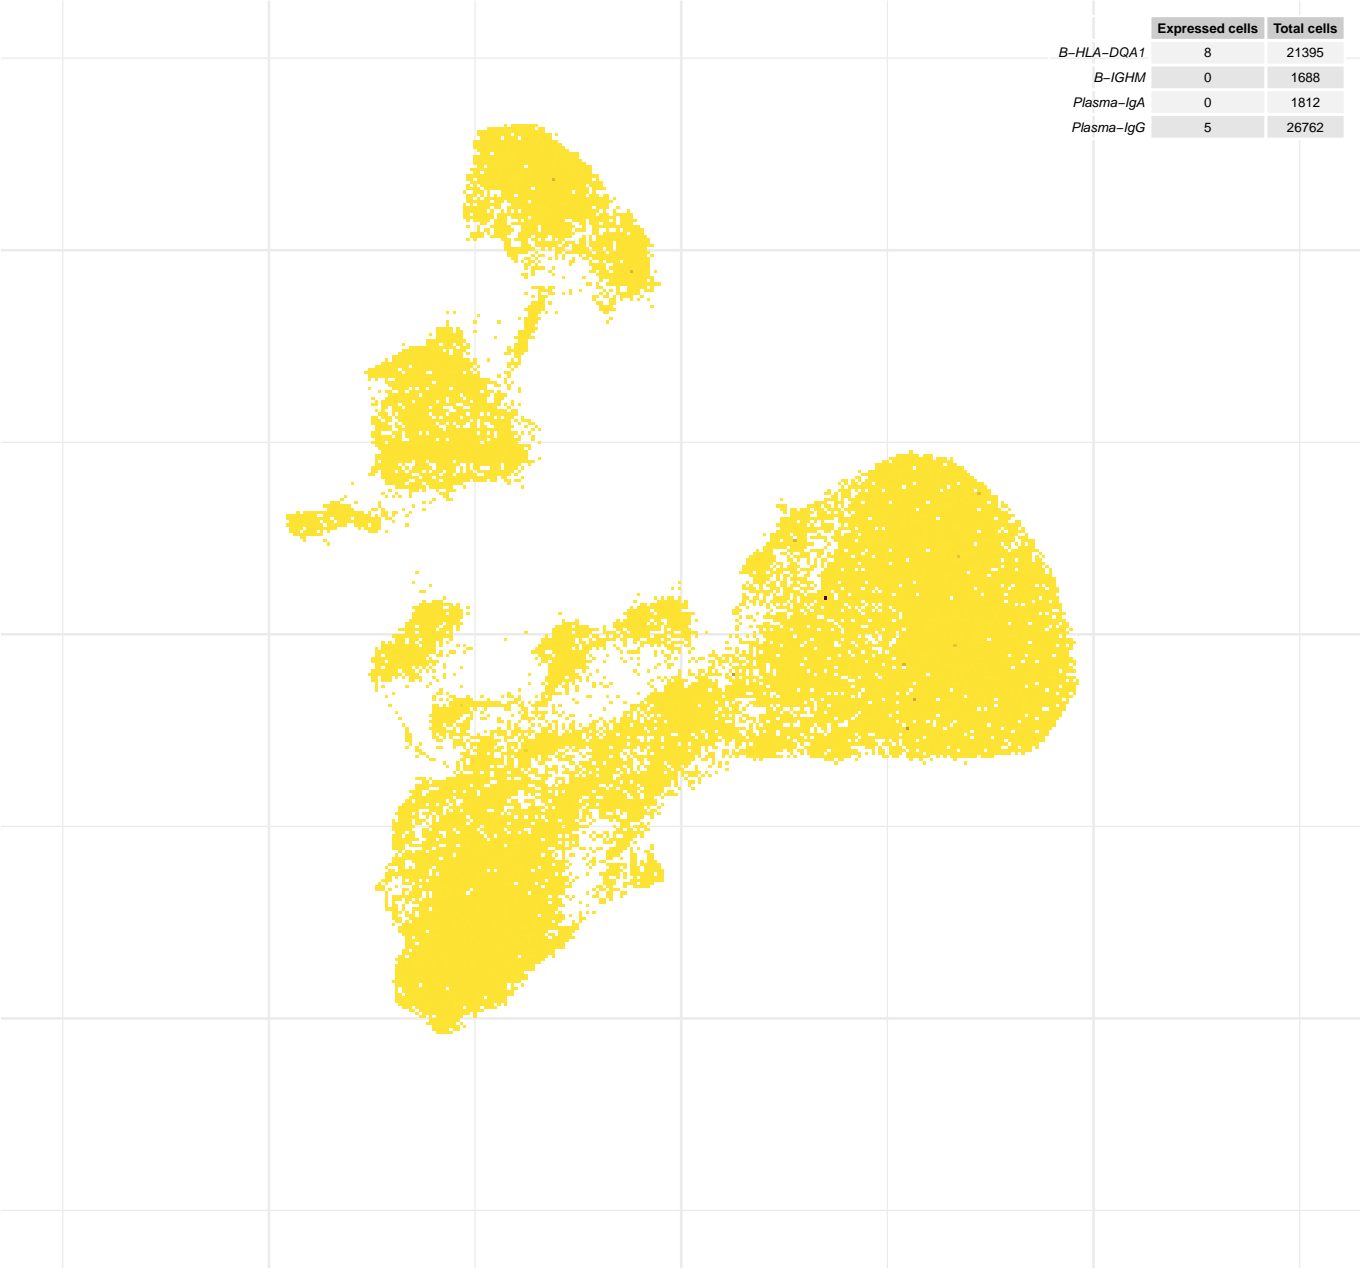 Expressed cells Total cells
B–HLA–DQA1 8 21395
B–IGHM 0 1688
Plasma–IgA 0 1812
Plasma–IgG 5 26762